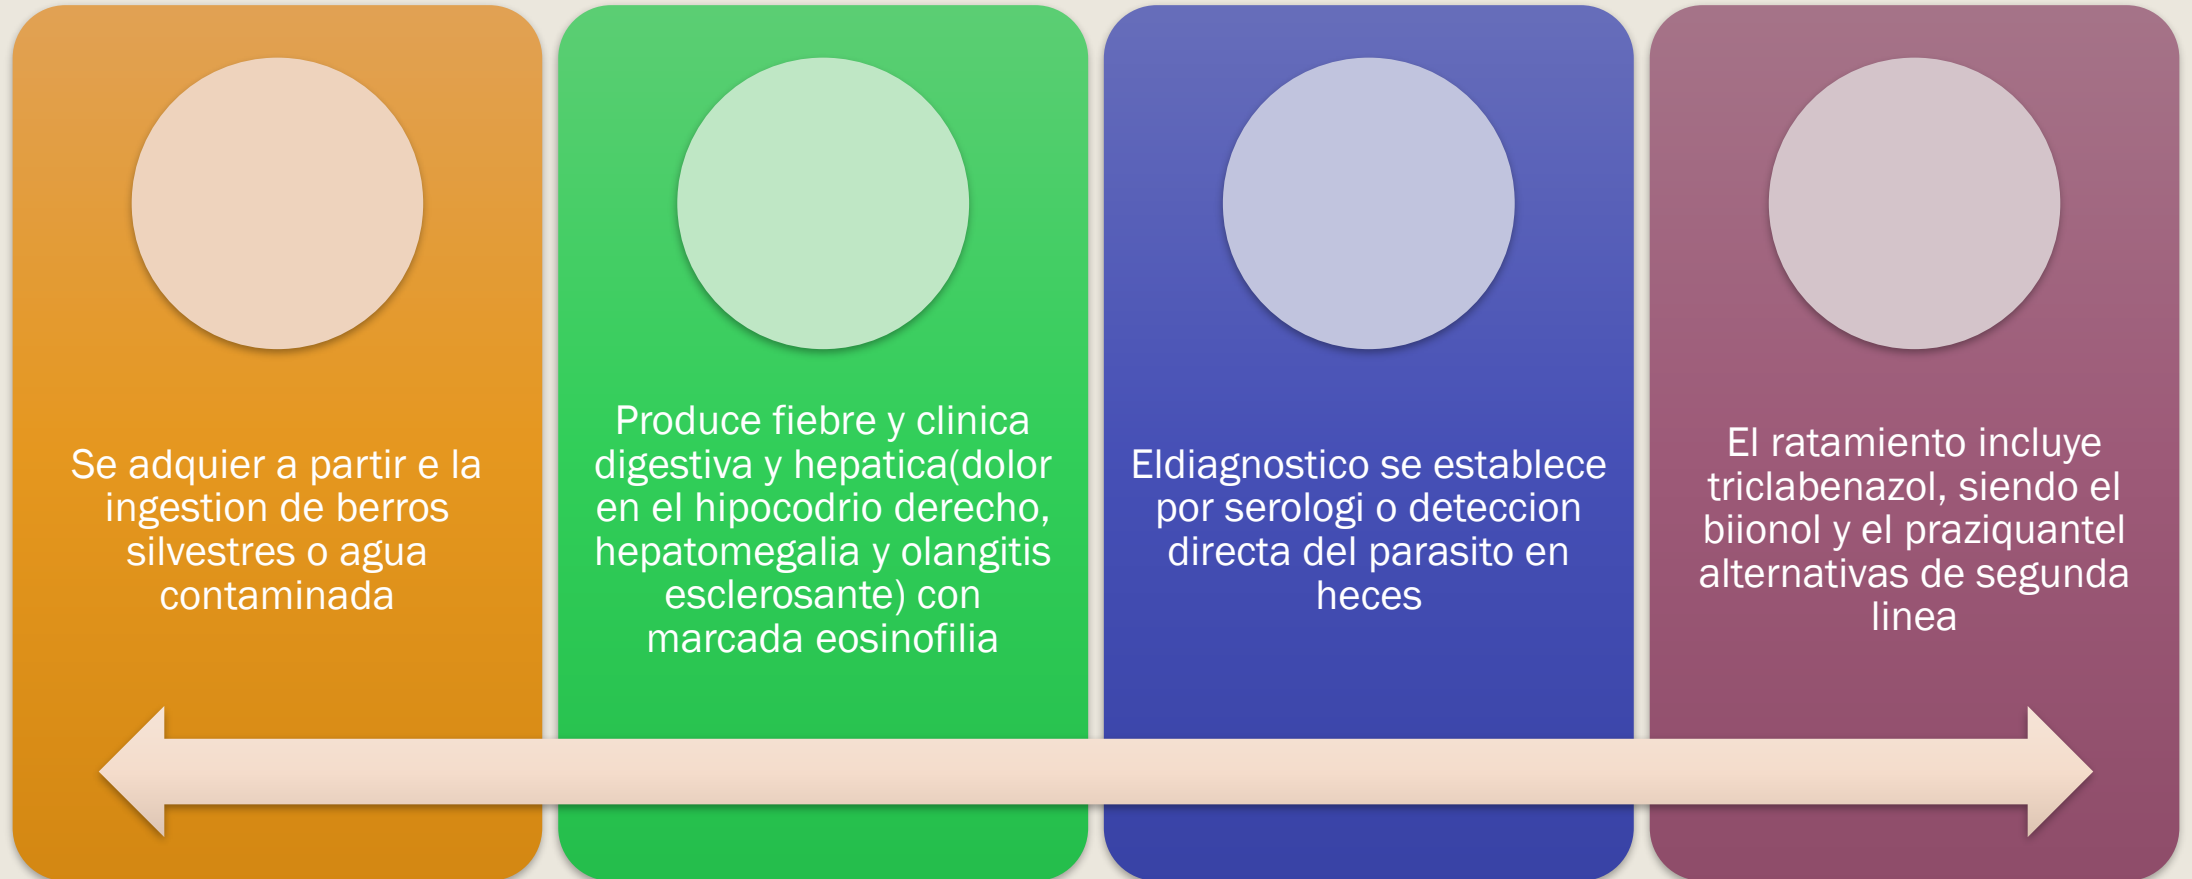 Se adquier a partir e la
ingestion de berros
silvestres o agua
contaminada
Produce fiebre y clinica
digestiva y hepatica(dolor
en el hipocodrio derecho,
hepatomegalia y olangitis
esclerosante) con
marcada eosinofilia
Eldiagnostico se establece
por serologi o deteccion
directa del parasito en
heces
El ratamiento incluye
triclabenazol, siendo el
biionol y el praziquantel
alternativas de segunda
linea